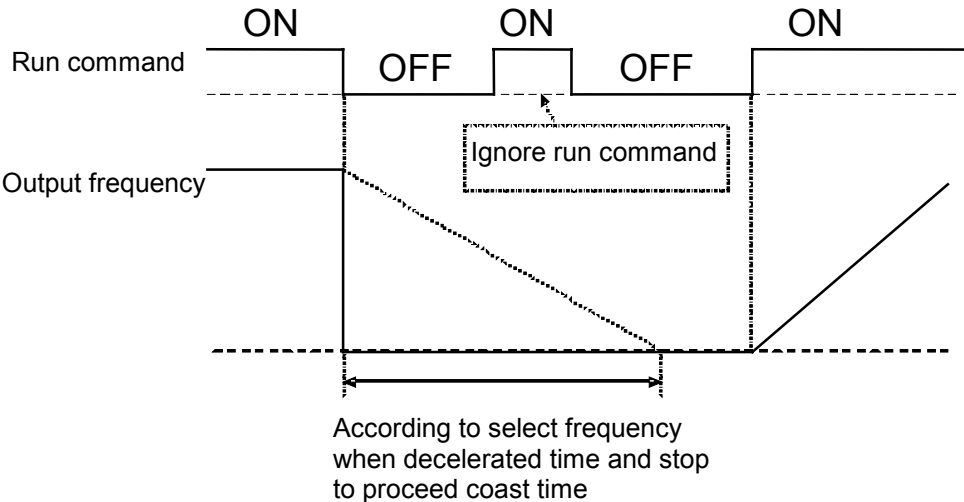 ON
ON
ON
Run command
OFF
OFF
Ignore run command
Output frequency
According to select frequency
when decelerated time and stop
to proceed coast time